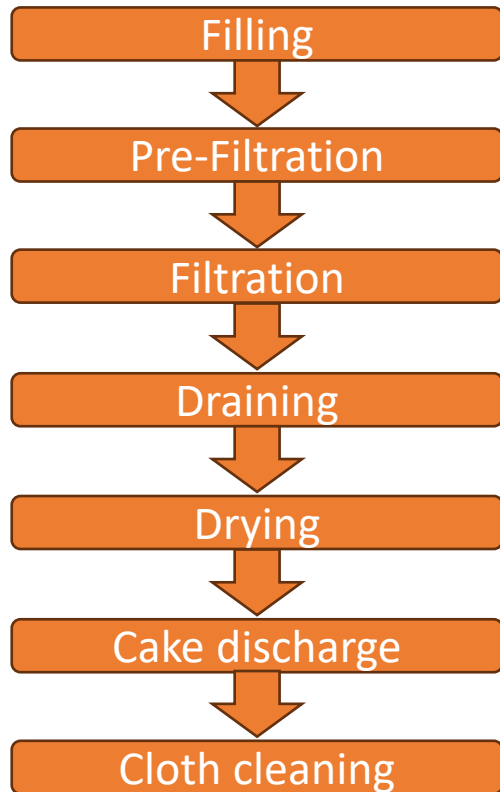 Filling
Pre-Filtration
Filtration
Draining
Drying
Cake discharge
Cloth cleaning